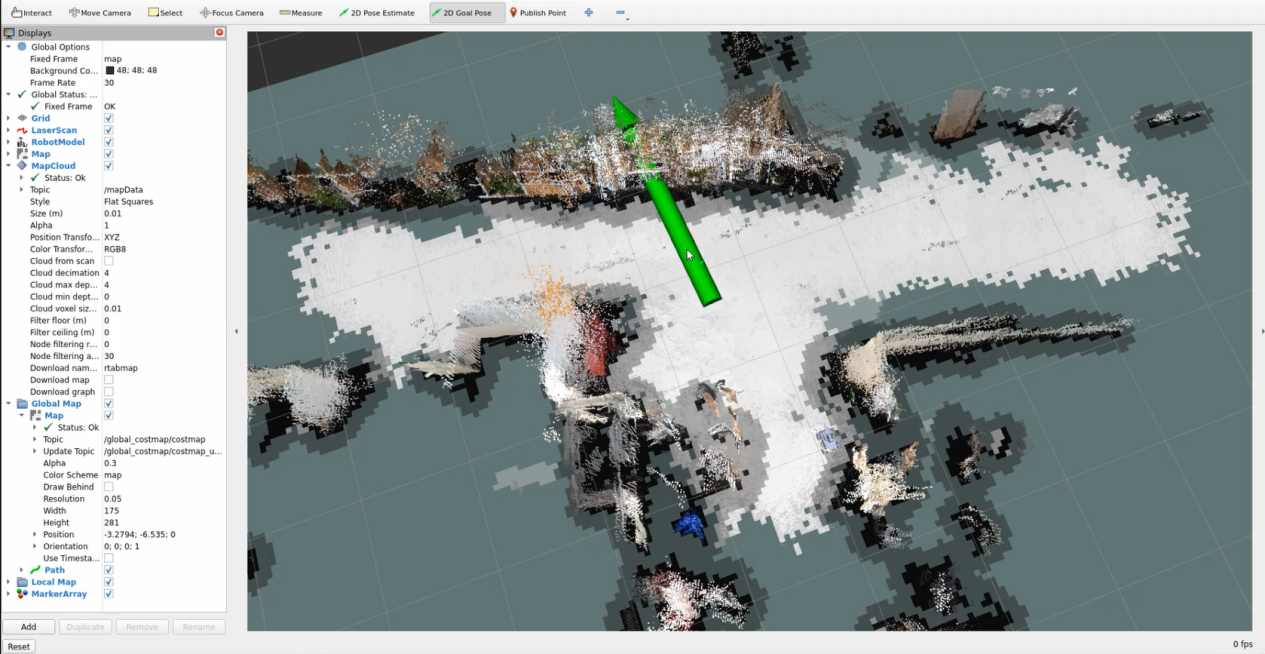 Interact Move Camera Select Focus Camera Measure 2D Pose Estimate 2D Goal Pose Publish Point
Displays
Global Options
Fixed Frame map
Background Co... 48; 48; 48
Frame Rate 30
Global Status: ...
Fixed Frame OK
Grid
LaserScan
RobotModel
Map
MapCloud
Status: Ok
Topic /mapData
Style Flat Squares
Size (m) 0.01
Alpha 1
Position Transfo... XYZ
Color Transfor... RGB8
Cloud from scan
Cloud decimation 4
Cloud max dep... 4
Cloud min dept... 0
Cloud voxel siz... 0.01
Filter floor (m) 0
Filter ceiling (m) 0
Node filtering r... 0
Node filtering a... 30
Download nam... rtabmap
Download map
Download graph
Global Map
Map
Status: Ok
Topic /global_costmap/costmap
Update Topic /global_costmap/costmap_u...
Alpha 0.3
Color Scheme map
Draw Behind
Resolution 0.05
Width 175
Height 281
Position -3.2794; -6.535; 0
Orientation 0; 0; 0; 1
Use Timesta...
Path
Local Map
MarkerArray
Add Duplicate Remove Rename
Reset 0 fps